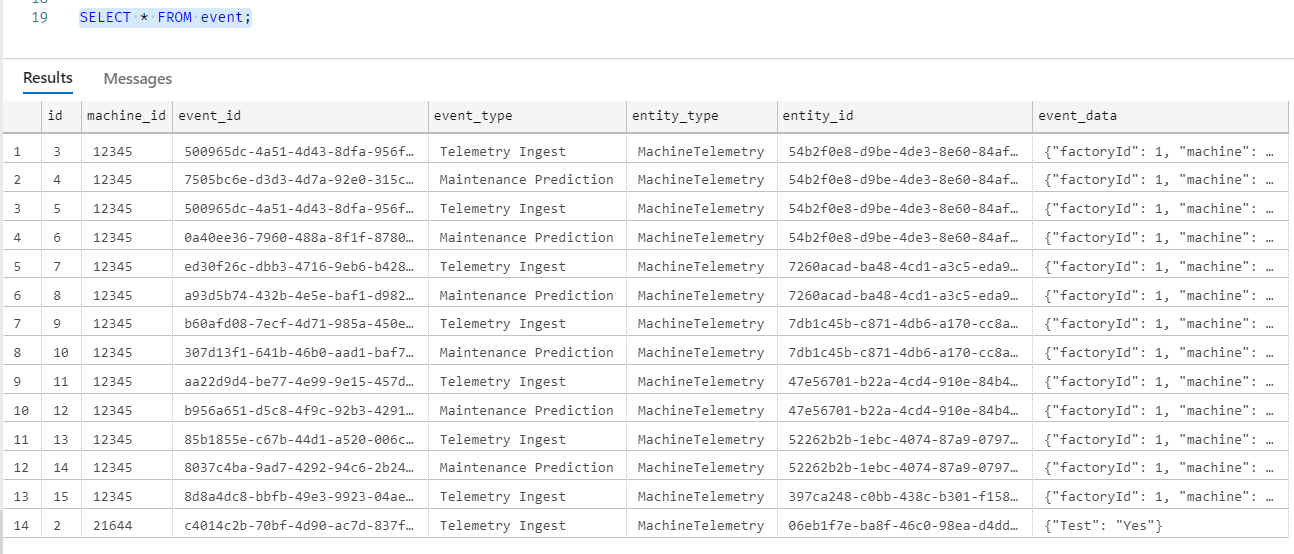 19 SELECT * FROM event;
Results Messages
id machine_id event_id event_type entity_type entity_id event_data
1 3 12345 500965dc-4a51-4d43-8dfa-956f… Telemetry Ingest MachineTelemetry 54b2f0e8-d9be-4de3-8e60-84af… {"factoryId": 1, "machine": …
2 4 12345 7505bc6e-d3d3-4d7a-92e0-315c… Maintenance Prediction MachineTelemetry 54b2f0e8-d9be-4de3-8e60-84af… {"factoryId": 1, "machine": …
3 5 12345 500965dc-4a51-4d43-8dfa-956f… Telemetry Ingest MachineTelemetry 54b2f0e8-d9be-4de3-8e60-84af… {"factoryId": 1, "machine": …
4 6 12345 0a40ee36-7960-488a-8f1f-8780… Maintenance Prediction MachineTelemetry 54b2f0e8-d9be-4de3-8e60-84af… {"factoryId": 1, "machine": …
5 7 12345 ed30f26c-dbb3-4716-9eb6-b428… Telemetry Ingest MachineTelemetry 7260acad-ba48-4cd1-a3c5-eda9… {"factoryId": 1, "machine": …
6 8 12345 a93d5b74-432b-4e5e-baf1-d982… Maintenance Prediction MachineTelemetry 7260acad-ba48-4cd1-a3c5-eda9… {"factoryId": 1, "machine": …
7 9 12345 b60afd08-7ecf-4d71-985a-450e… Telemetry Ingest MachineTelemetry 7db1c45b-c871-4db6-a170-cc8a… {"factoryId": 1, "machine": …
8 10 12345 307d13f1-641b-46b0-aad1-baf7… Maintenance Prediction MachineTelemetry 7db1c45b-c871-4db6-a170-cc8a… {"factoryId": 1, "machine": …
9 11 12345 aa22d9d4-be77-4e99-9e15-457d… Telemetry Ingest MachineTelemetry 47e56701-b22a-4cd4-910e-84b4… {"factoryId": 1, "machine": …
10 12 12345 b956a651-d5c8-4f9c-92b3-4291… Maintenance Prediction MachineTelemetry 47e56701-b22a-4cd4-910e-84b4… {"factoryId": 1, "machine": …
11 13 12345 85b1855e-c67b-44d1-a520-006c… Telemetry Ingest MachineTelemetry 52262b2b-1ebc-4074-87a9-0797… {"factoryId": 1, "machine": …
12 14 12345 8037c4ba-9ad7-4292-94c6-2b24… Maintenance Prediction MachineTelemetry 52262b2b-1ebc-4074-87a9-0797… {"factoryId": 1, "machine": …
13 15 12345 8d8a4dc8-bbfb-49e3-9923-04ae… Telemetry Ingest MachineTelemetry 397ca248-c0bb-438c-b301-f158… {"factoryId": 1, "machine": …
14 2 21644 c4014c2b-70bf-4d90-ac7d-837f… Telemetry Ingest MachineTelemetry 06eb1f7e-ba8f-46c0-98ea-d4dd… {"Test": "Yes"}